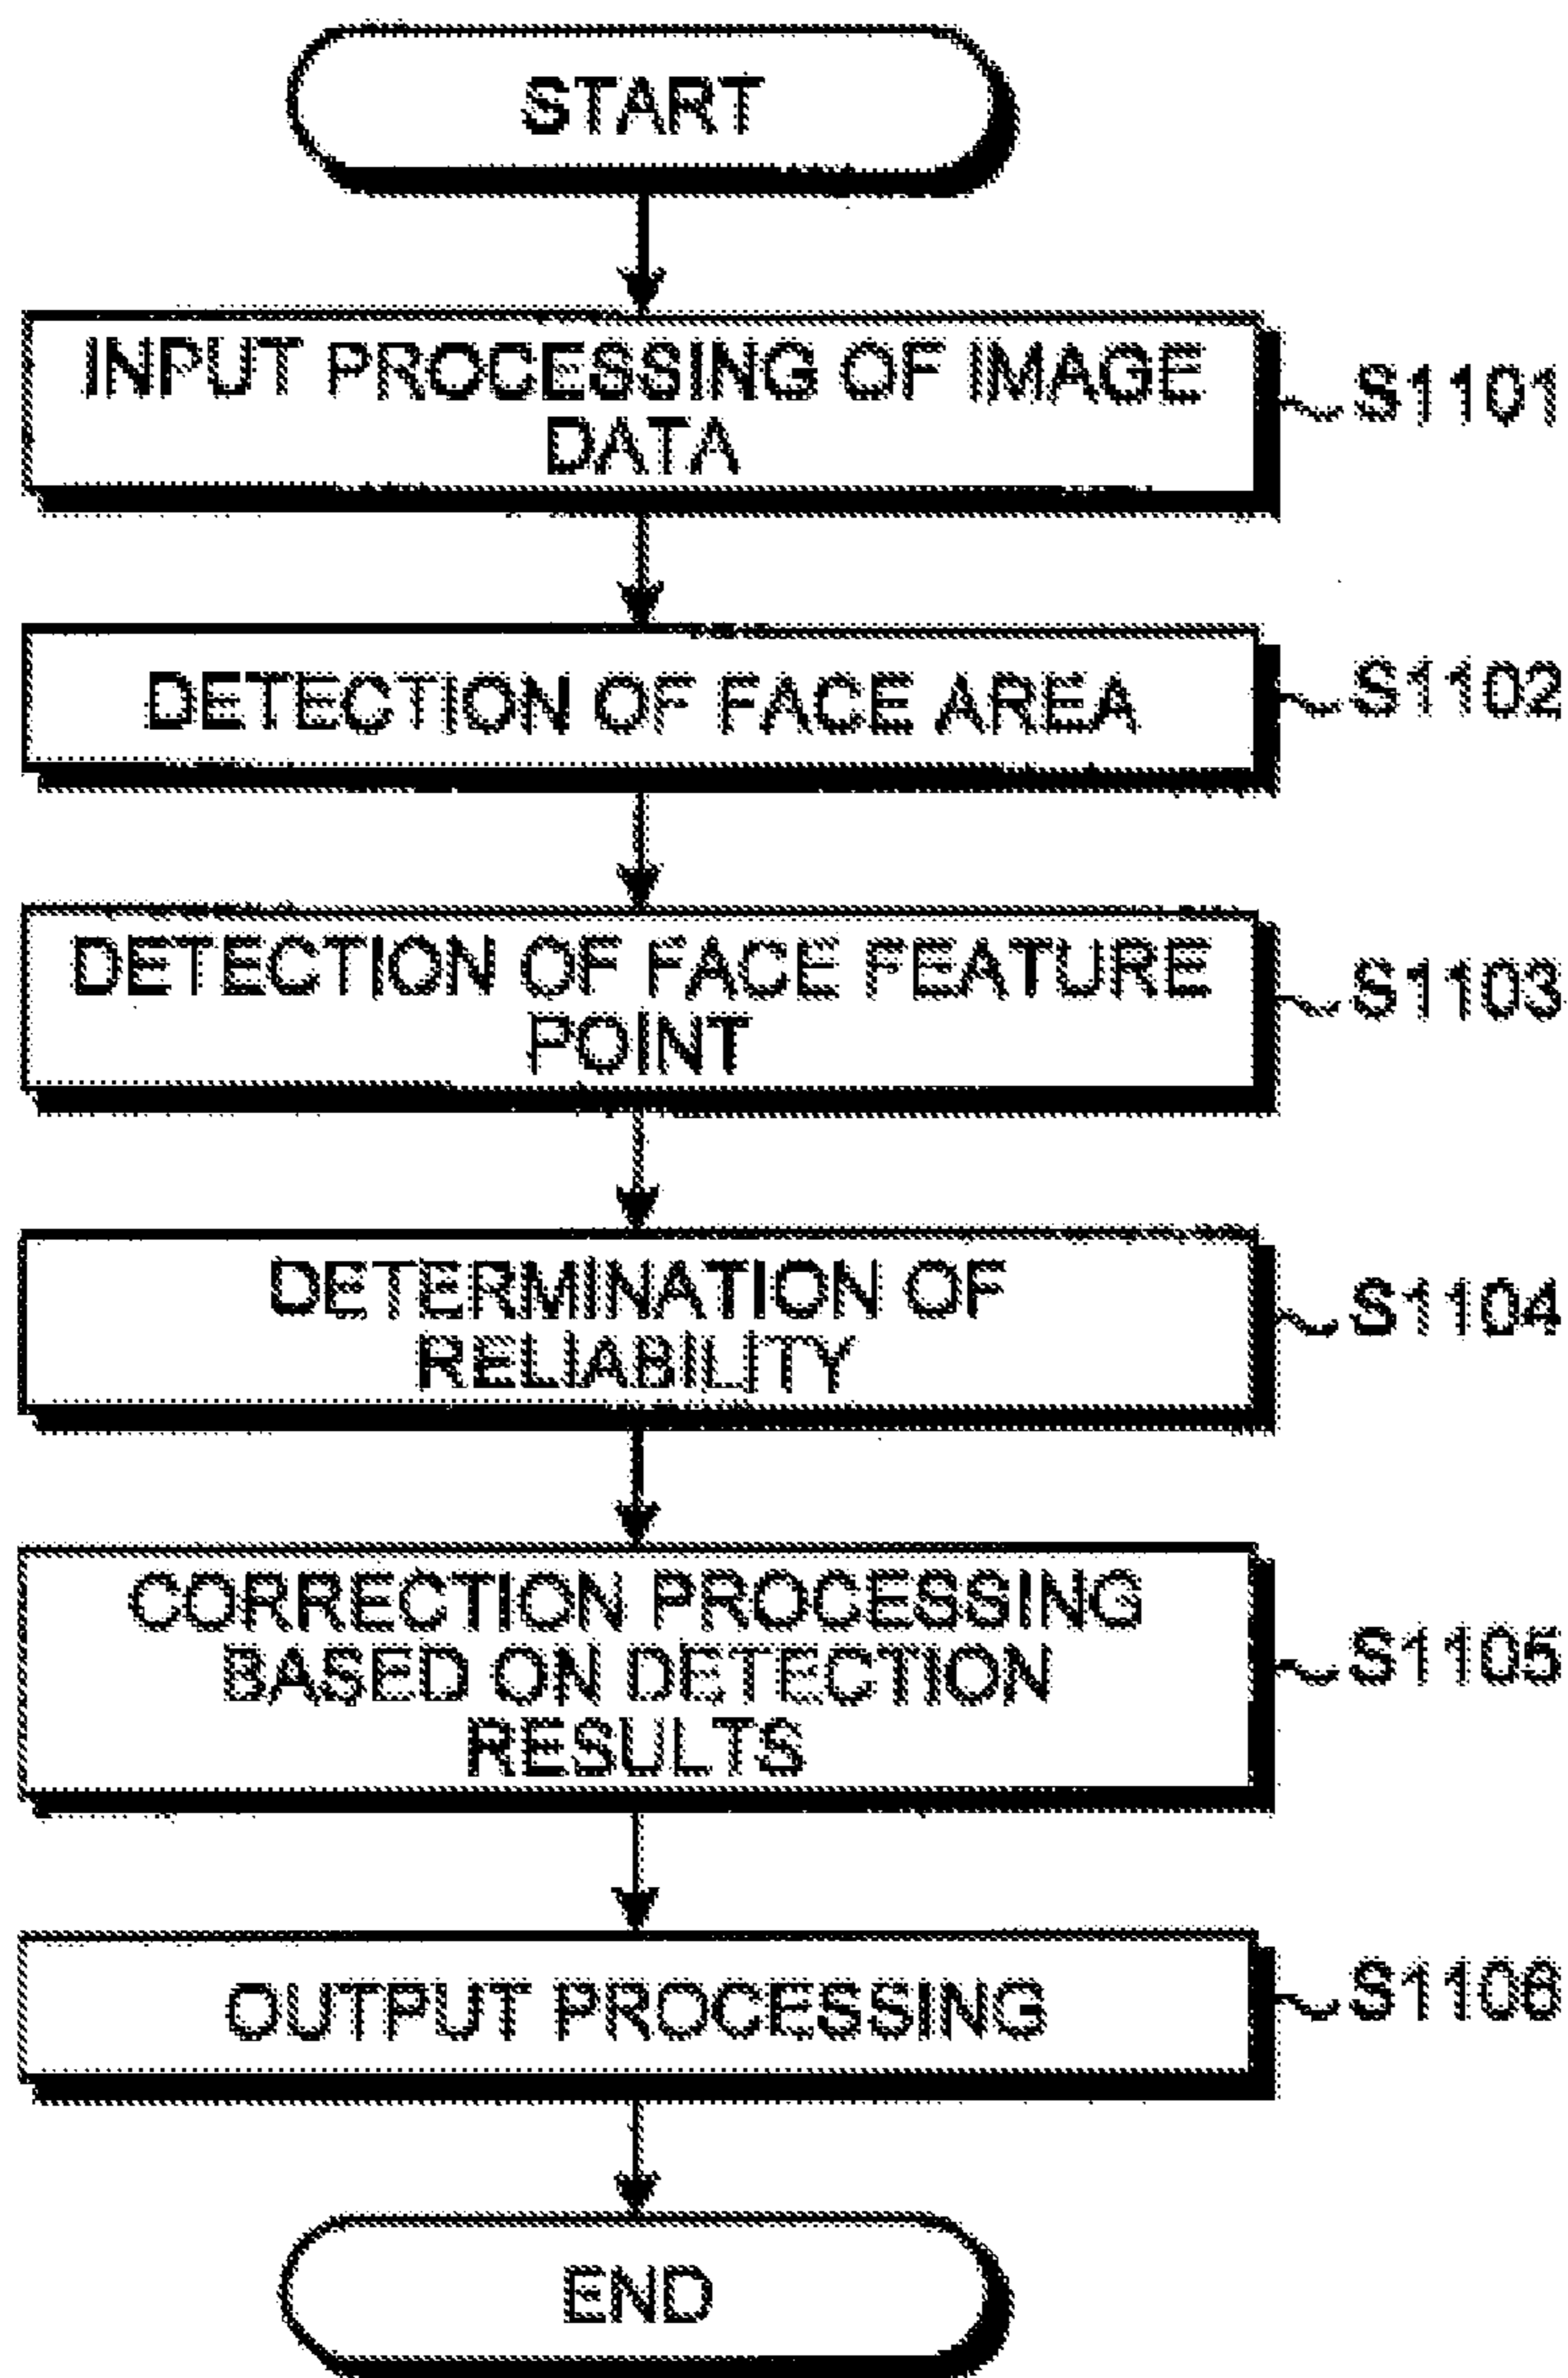 START
INPUT PROCESSING OF IMAGE
DATA
S1101
DETECTION OF FACE AREA
S1102
DETECTION OF FACE FEATURE
POINT
S1103
DETERMINATION OF
RELIABILITY
S1104
CORRECTION PROCESSING
BASED ON DETECTION
RESULTS
S1105
OUTPUT PROCESSING
S1106
END